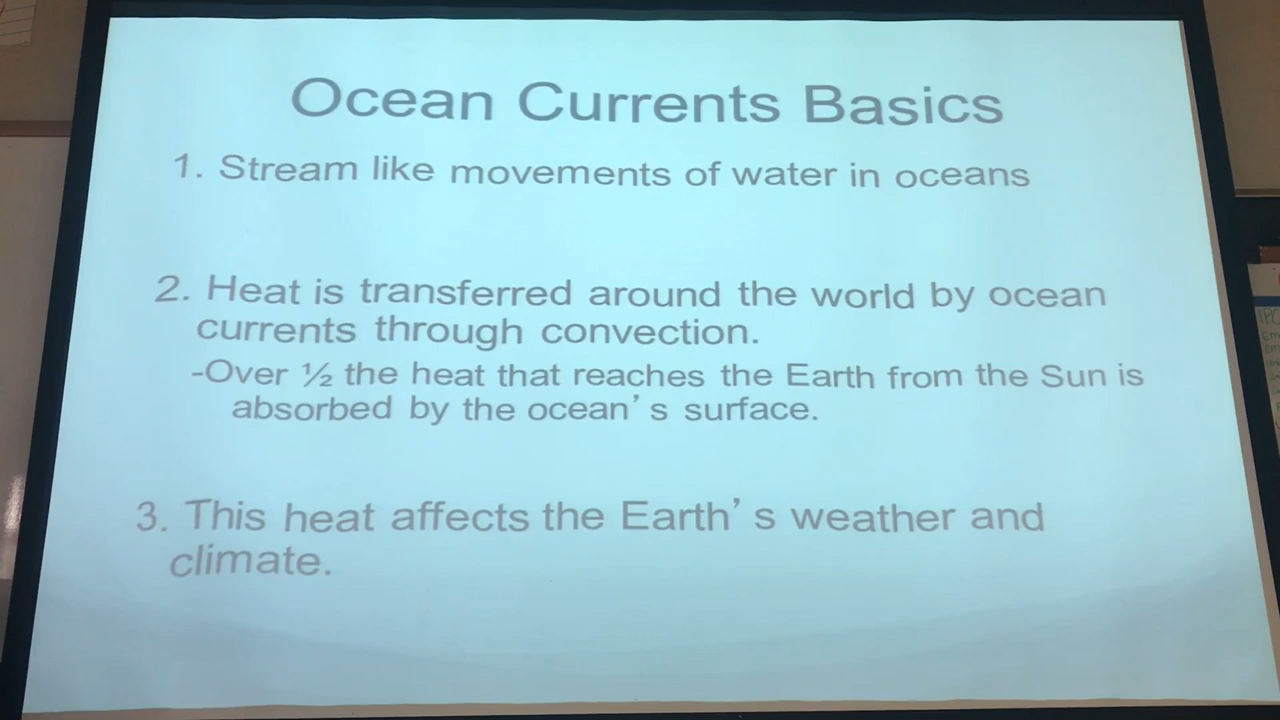 Ocean Currents Basics
1. Stream like movements of water in oceans
2. Heat is transferred around the world by ocean
currents through convection.
-Over ½ the heat that reaches the Earth from the Sun is
absorbed by the ocean’s surface.
3. This heat affects the Earth’s weather and
climate.